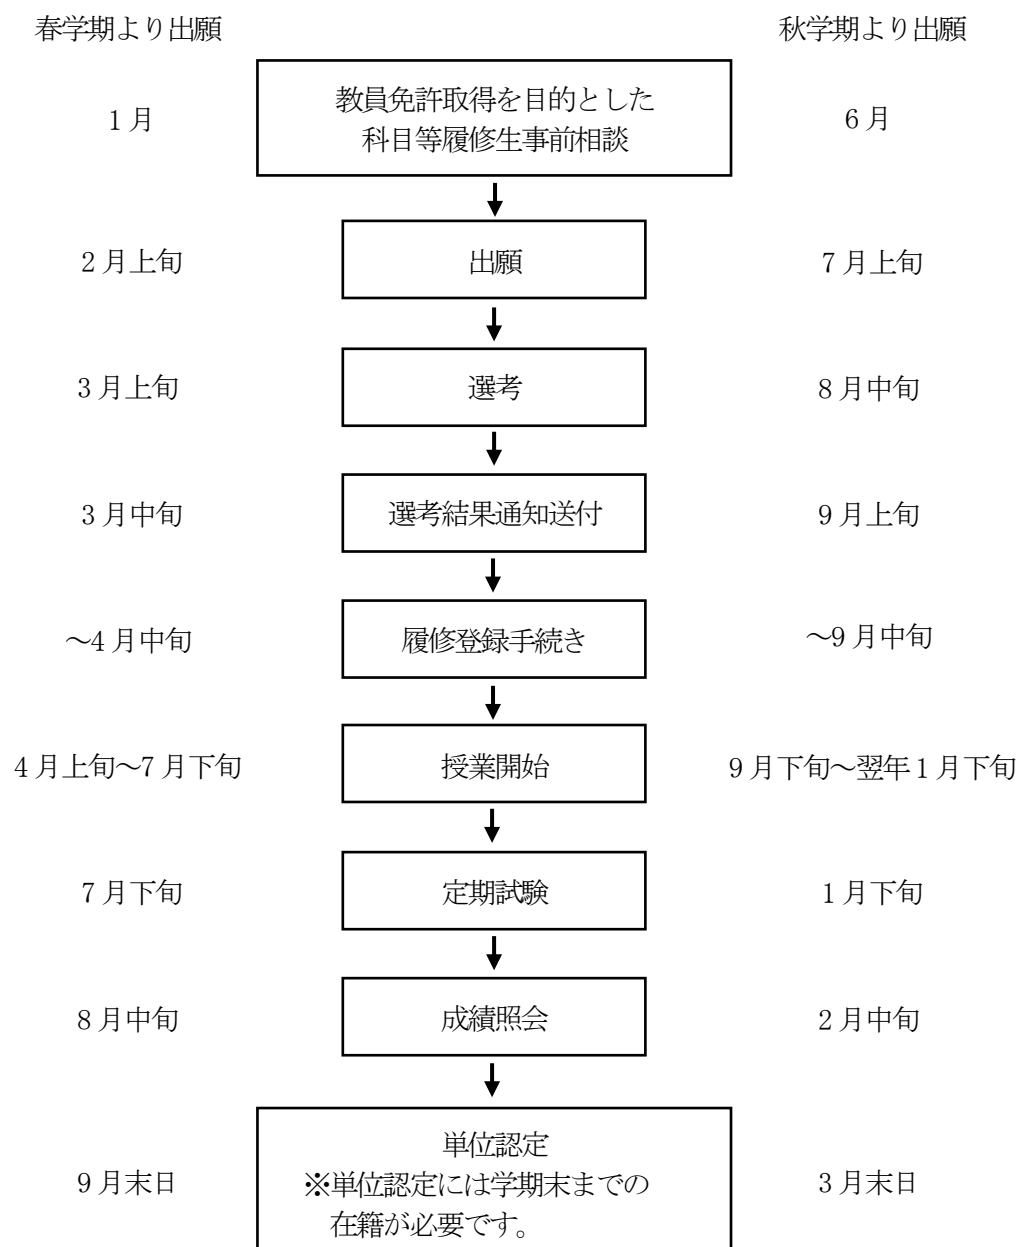 春学期より出願
秋学期より出願
1月
教員免許取得を目的とした
科目等履修生事前相談
6月
2月上旬
出願
7月上旬
3月上旬
選考
8月中旬
3月中旬
選考結果通知送付
9月上旬
～4月中旬
履修登録手続き
～9月中旬
4月上旬～7月下旬
授業開始
9月下旬～翌年1月下旬
7月下旬
定期試験
1月下旬
8月中旬
成績照会
2月中旬
9月末日
単位認定
※単位認定には学期末までの
在籍が必要です。
3月末日